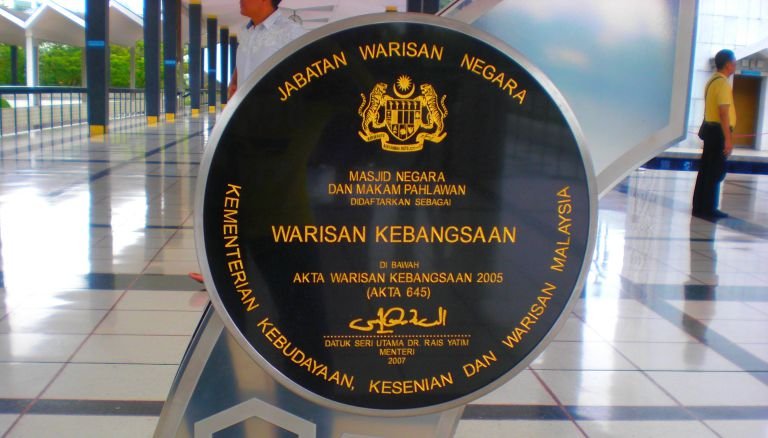 JABATAN WARISAN NEGARA
MASJID NEGARA
DAN MAKAM PAHLAWAN
DIDAFTARKAN SEBAGAI
WARISAN KEBANGSAAN
DI BAWAH
AKTA WARISAN KEBANGSAAN 2005
(AKTA 645)
DATUK SERI UTAMA DR. RAIS YATIM
MENTERI
2007
KEMENTERIAN KEBUDAYAAN, KESENIAN DAN WARISAN MALAYSIA